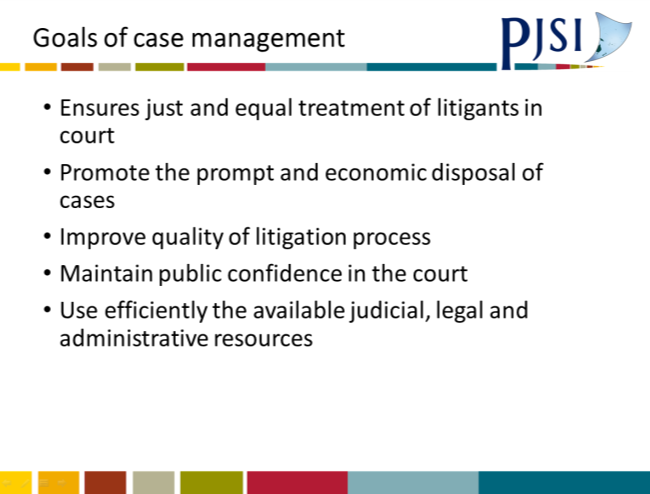 Goals of case management
PJSI
• Ensures just and equal treatment of litigants in
court
• Promote the prompt and economic disposal of
cases
• Improve quality of litigation process
• Maintain public confidence in the court
• Use efficiently the available judicial, legal and
administrative resources